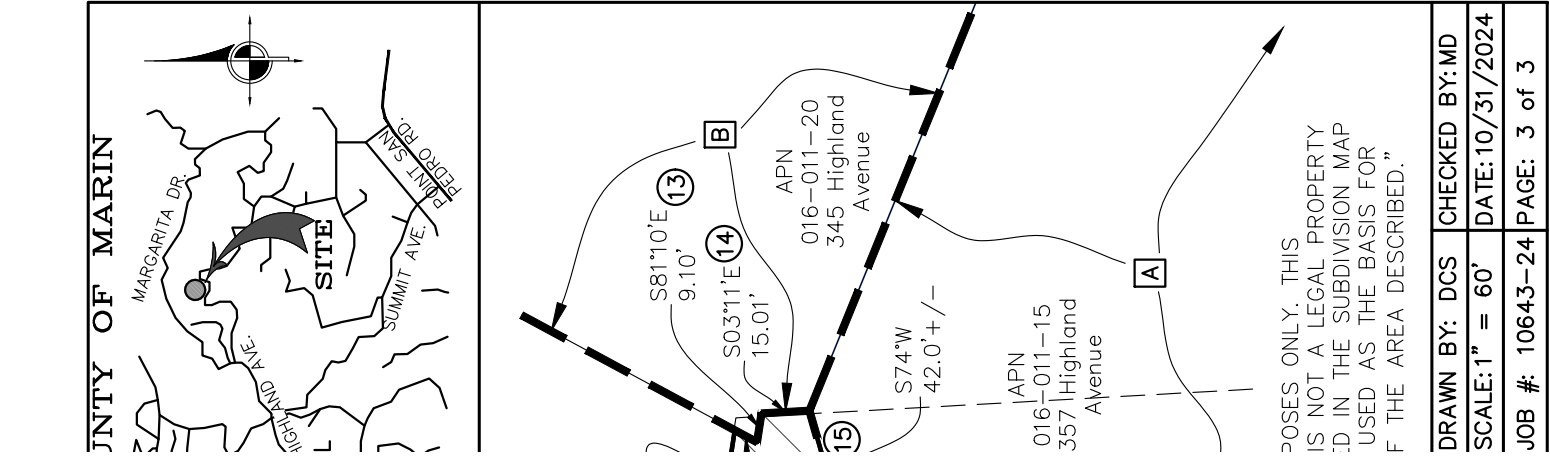 UNTY OF MARIN
MARGARITA DR.
POINT SAN
PEDRO RD.
SITE
SUMMIT AVE.
HIGHLAND AVE.
L
B
13
S81°10'E
9.10'
14
S03°11'E
15.01'
APN
016-011-20
345 Highland
Avenue
15
S74°W
42.0'+/-
APN
016-011-15
357 Highland
Avenue
A
POSES ONLY. THIS
IS NOT A LEGAL PROPERTY
ED IN THE SUBDIVISION MAP
USED AS THE BASIS FOR
F THE AREA DESCRIBED."
DRAWN BY: DCS
CHECKED BY: MD
SCALE: 1" = 60'
DATE: 10/31/2024
JOB #: 10643-24
PAGE: 3 of 3